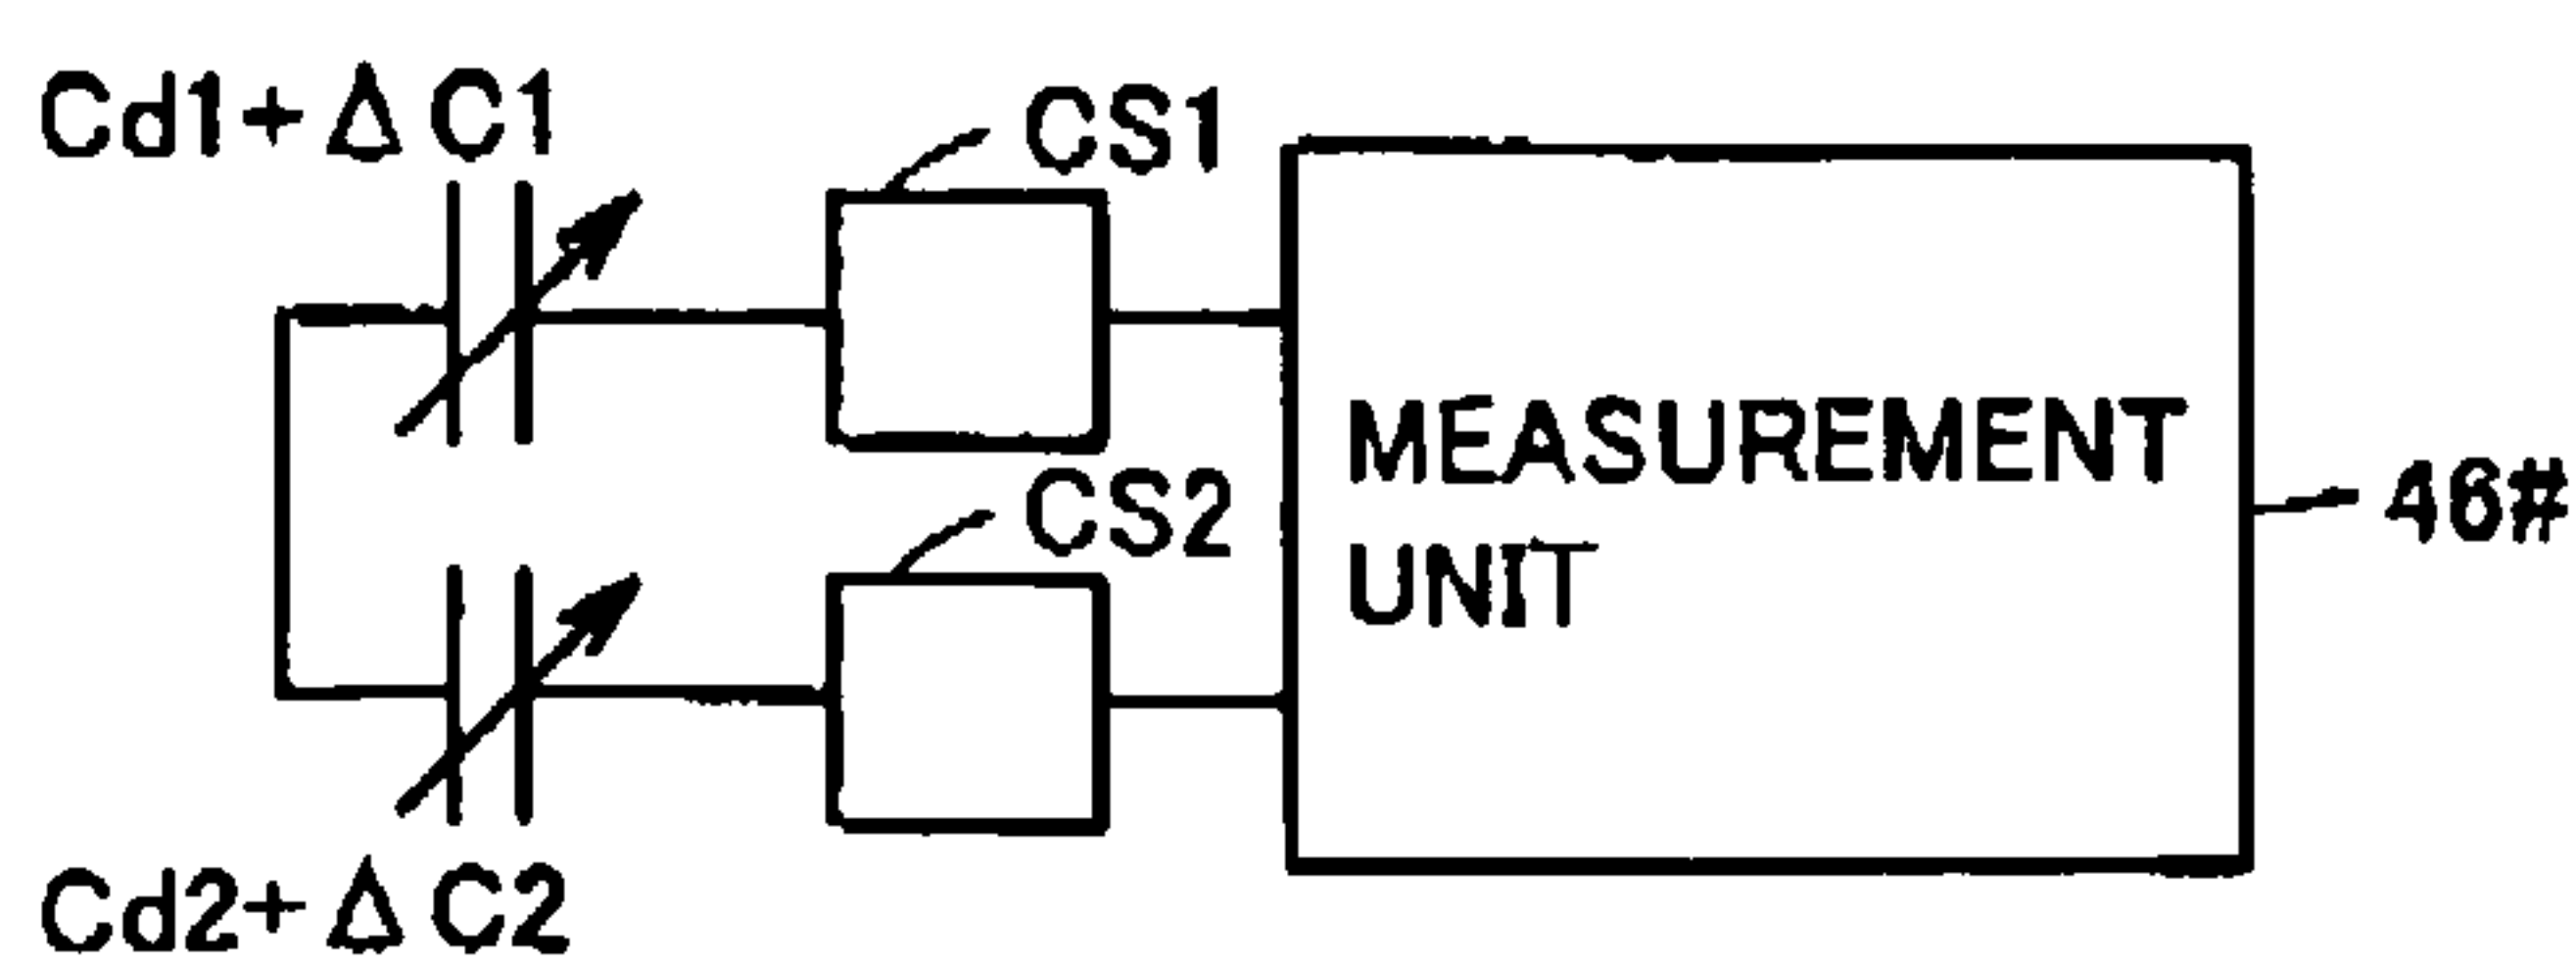 Cd1+ΔC1
CS1
MEASUREMENT
UNIT
46#
CS2
Cd2+ΔC2